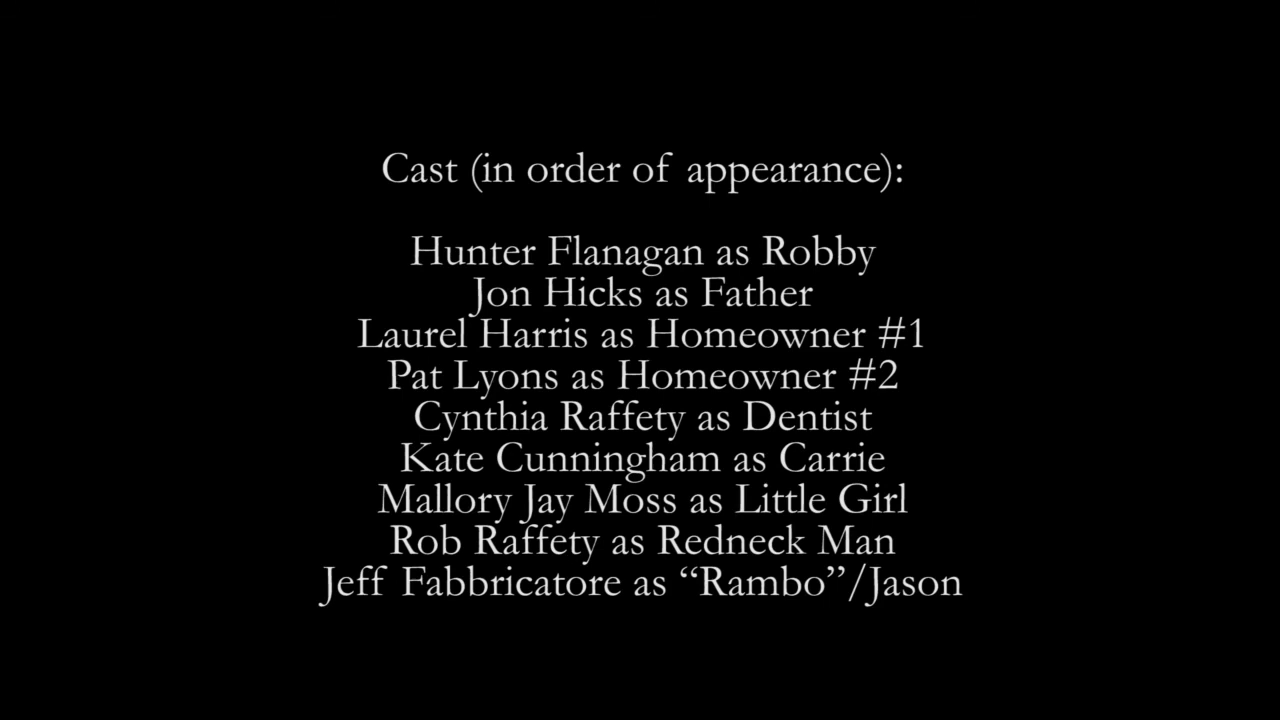 Cast (in order of appearance):
Hunter Flanagan as Robby
Jon Hicks as Father
Laurel Harris as Homeowner #1
Pat Lyons as Homeowner #2
Cynthia Raffety as Dentist
Kate Cunningham as Carrie
Mallory Jay Moss as Little Girl
Rob Raffety as Redneck Man
Jeff Fabbricatore as “Rambo”/Jason